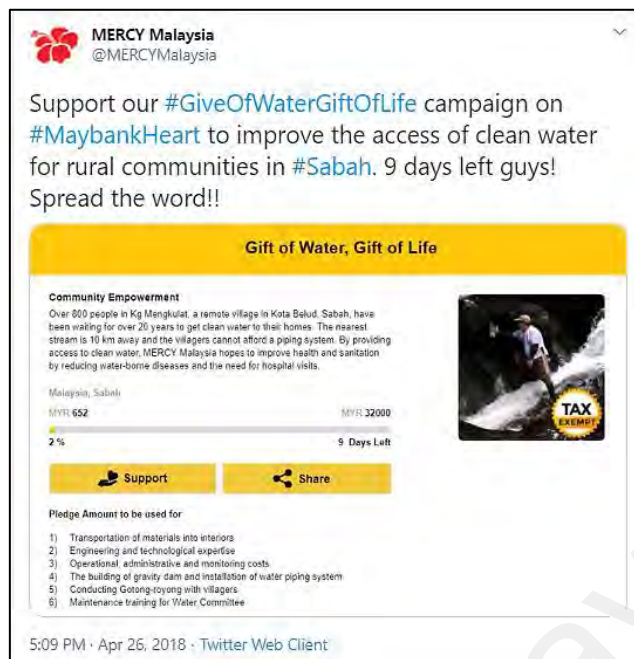 MERCY Malaysia
@MERCYMalaysia
Support our #GiveOfWaterGiftOfLife campaign on
#MaybankHeart to improve the access of clean water
for rural communities in #Sabah. 9 days left guys!
Spread the word!!
Gift of Water, Gift of Life
Community Empowerment
Over 800 people in Kg Mengkulat, a remote village in Kota Belud, Sabah, have
been waiting for over 20 years to get clean water to their homes. The nearest
stream is 10 km away and the villagers cannot afford a piping system. By providing
access to clean water, MERCY Malaysia hopes to improve health and sanitation
by reducing water-borne diseases and the need for hospital visits.
Malaysia, Sabah
MYR 652 MYR 32000
2 % 9 Days Left
Support Share
TAX
EXEMPT
Pledge Amount to be used for
1) Transportation of materials into interiors
2) Engineering and technological expertise
3) Operational, administrative and monitoring costs
4) The building of gravity dam and installation of water piping system
5) Conducting Gotong-royong with villagers
6) Maintenance training for Water Committee
5:09 PM · Apr 26, 2018 · Twitter Web Client